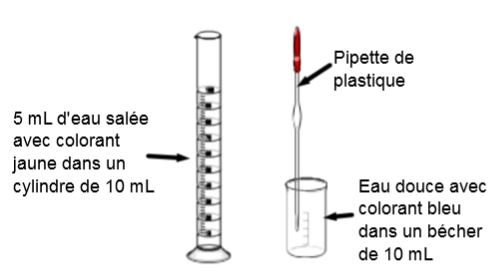 Pipette de
plastique
5 mL d'eau salée
avec colorant
jaune dans un
cylindre de 10 mL
Eau douce avec
colorant bleu
dans un bécher
de 10 mL